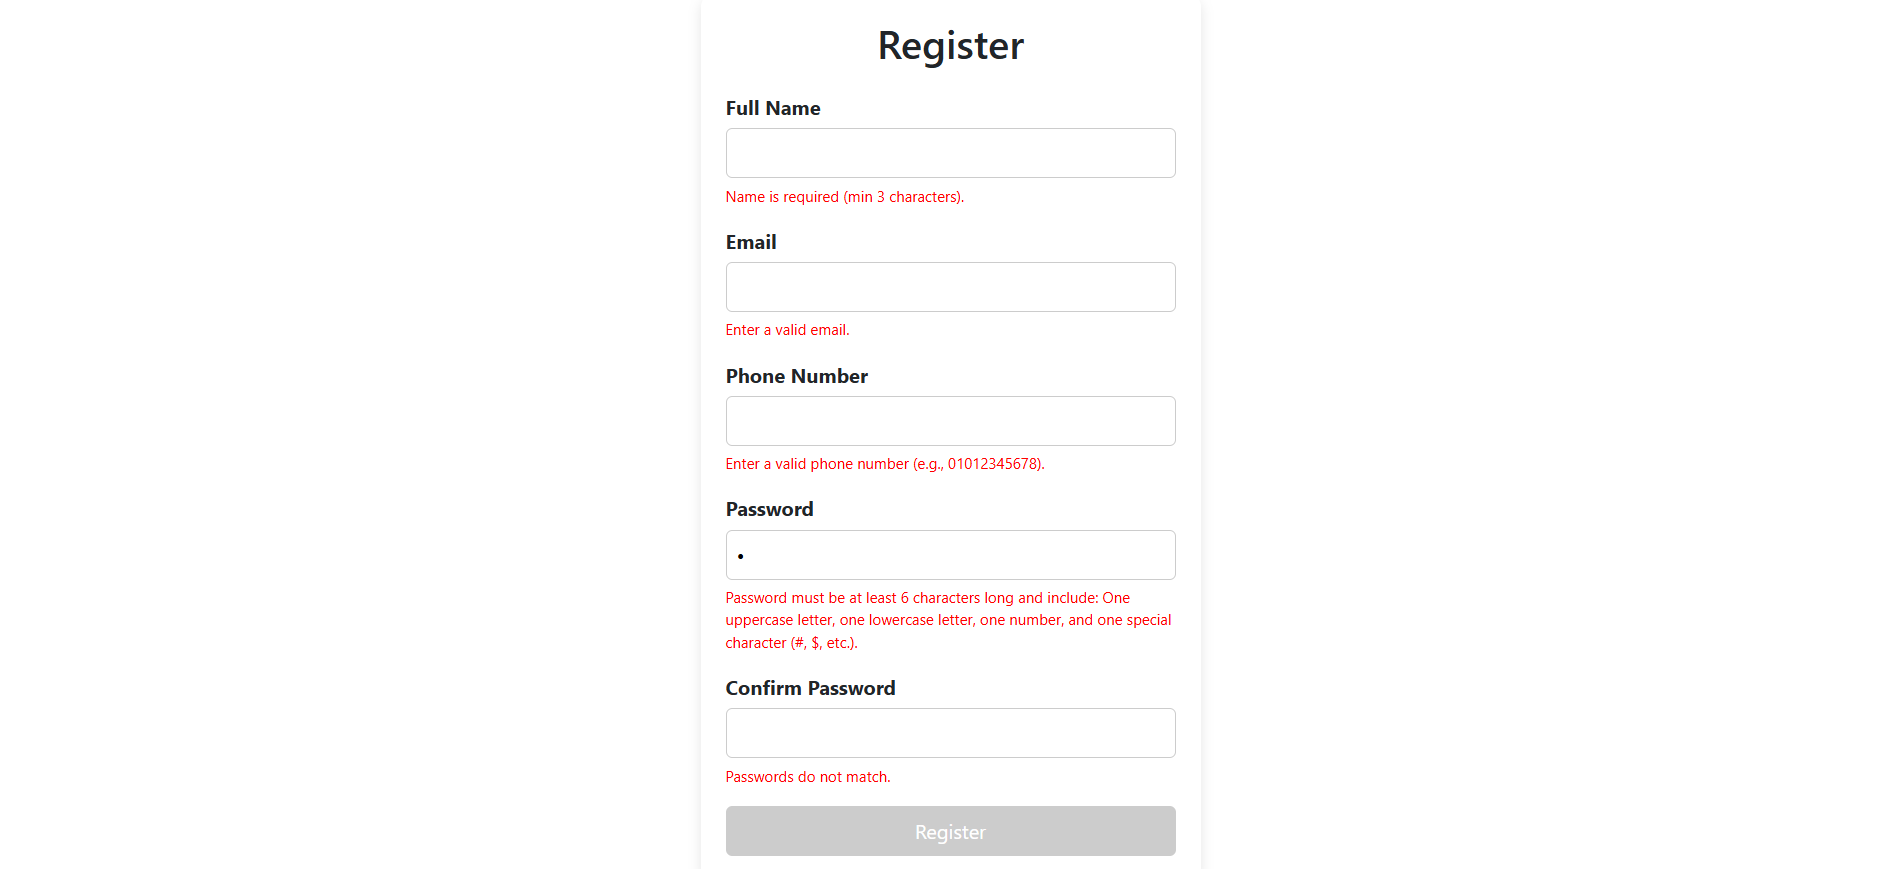 Register
Full Name
Name is required (min 3 characters).
Email
Enter a valid email.
Phone Number
Enter a valid phone number (e.g., 01012345678).
Password
•
Password must be at least 6 characters long and include: One
uppercase letter, one lowercase letter, one number, and one special
character (#, $, etc.).
Confirm Password
Passwords do not match.
Register